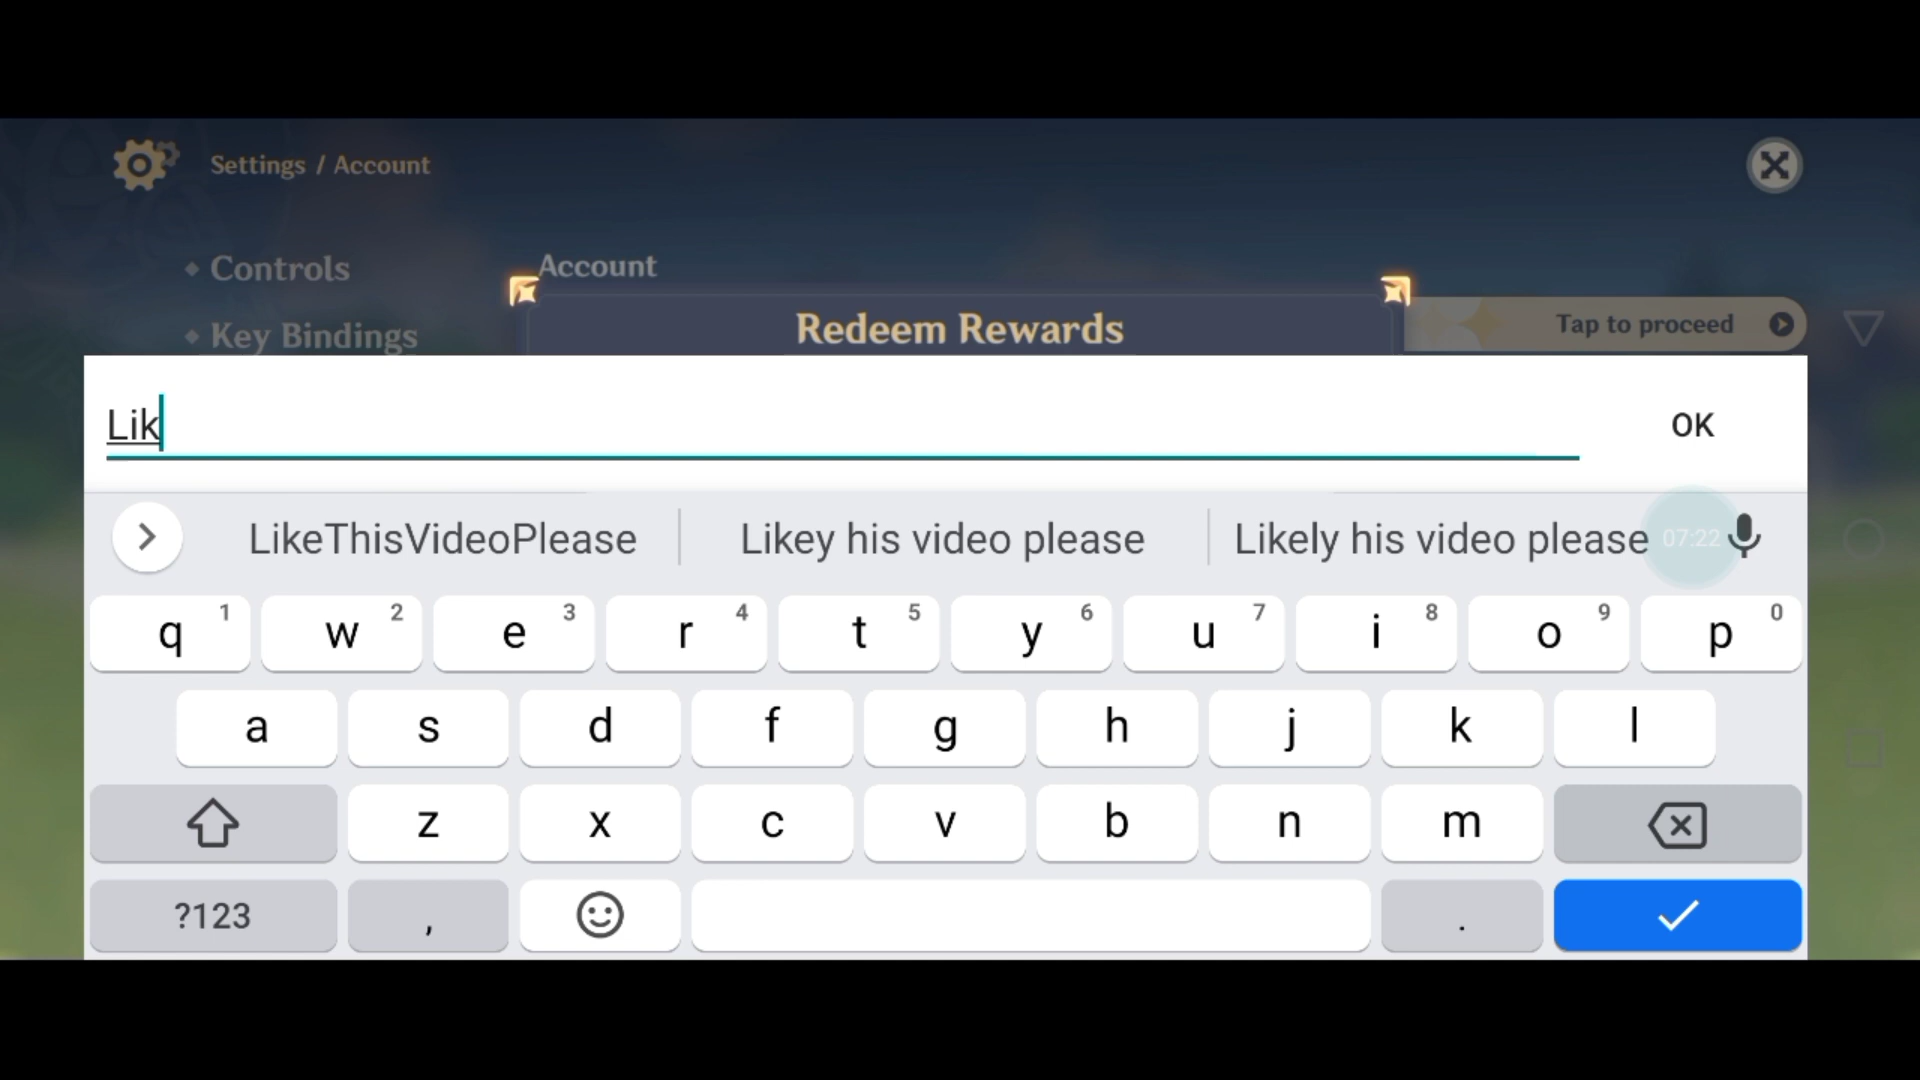 Settings / Account
Controls
Account
Key Bindings
Redeem Rewards
Tap to proceed
Lik
OK
LikeThisVideoPlease
Likey his video please
Likely his video please
07:22
q 1 w 2 e 3 r 4 t 5 y 6 u 7 i 8 o 9 p 0
a s d f g h j k l
z x c v b n m
?123 , .